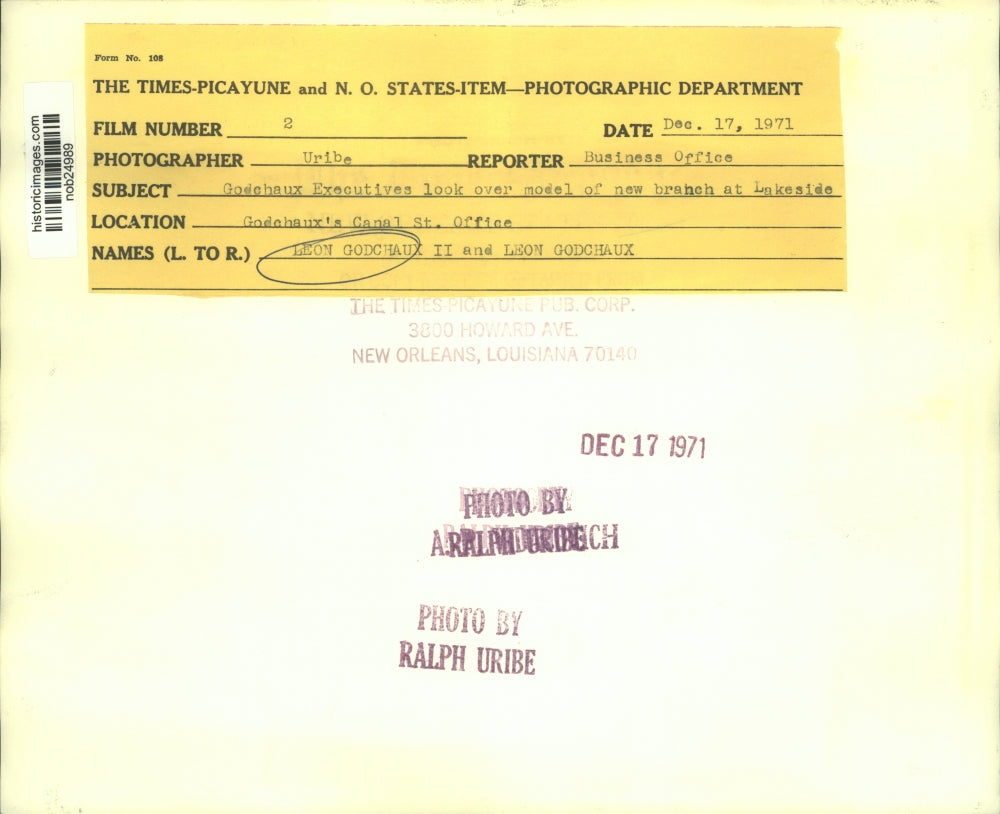 Form No. 108
THE TIMES-PICAYUNE and N. O. STATES-ITEM—PHOTOGRAPHIC DEPARTMENT
FILM NUMBER 2 DATE Dec. 17, 1971
PHOTOGRAPHER Uribe REPORTER Business Office
SUBJECT Godchaux Executives look over model of new branch at Lakeside
LOCATION Godchaux's Canal St. Office
NAMES (L. TO R.) LEON GODCHAUX II and LEON GODCHAUX
historicimages.com
nob24989
THE TIMES-PICAYUNE PUB. CORP.
3800 HOWARD AVE.
NEW ORLEANS, LOUISIANA 70140
DEC 17 1971
PHOTO BY
RALPH URIBE
PHOTO BY
RALPH URIBE